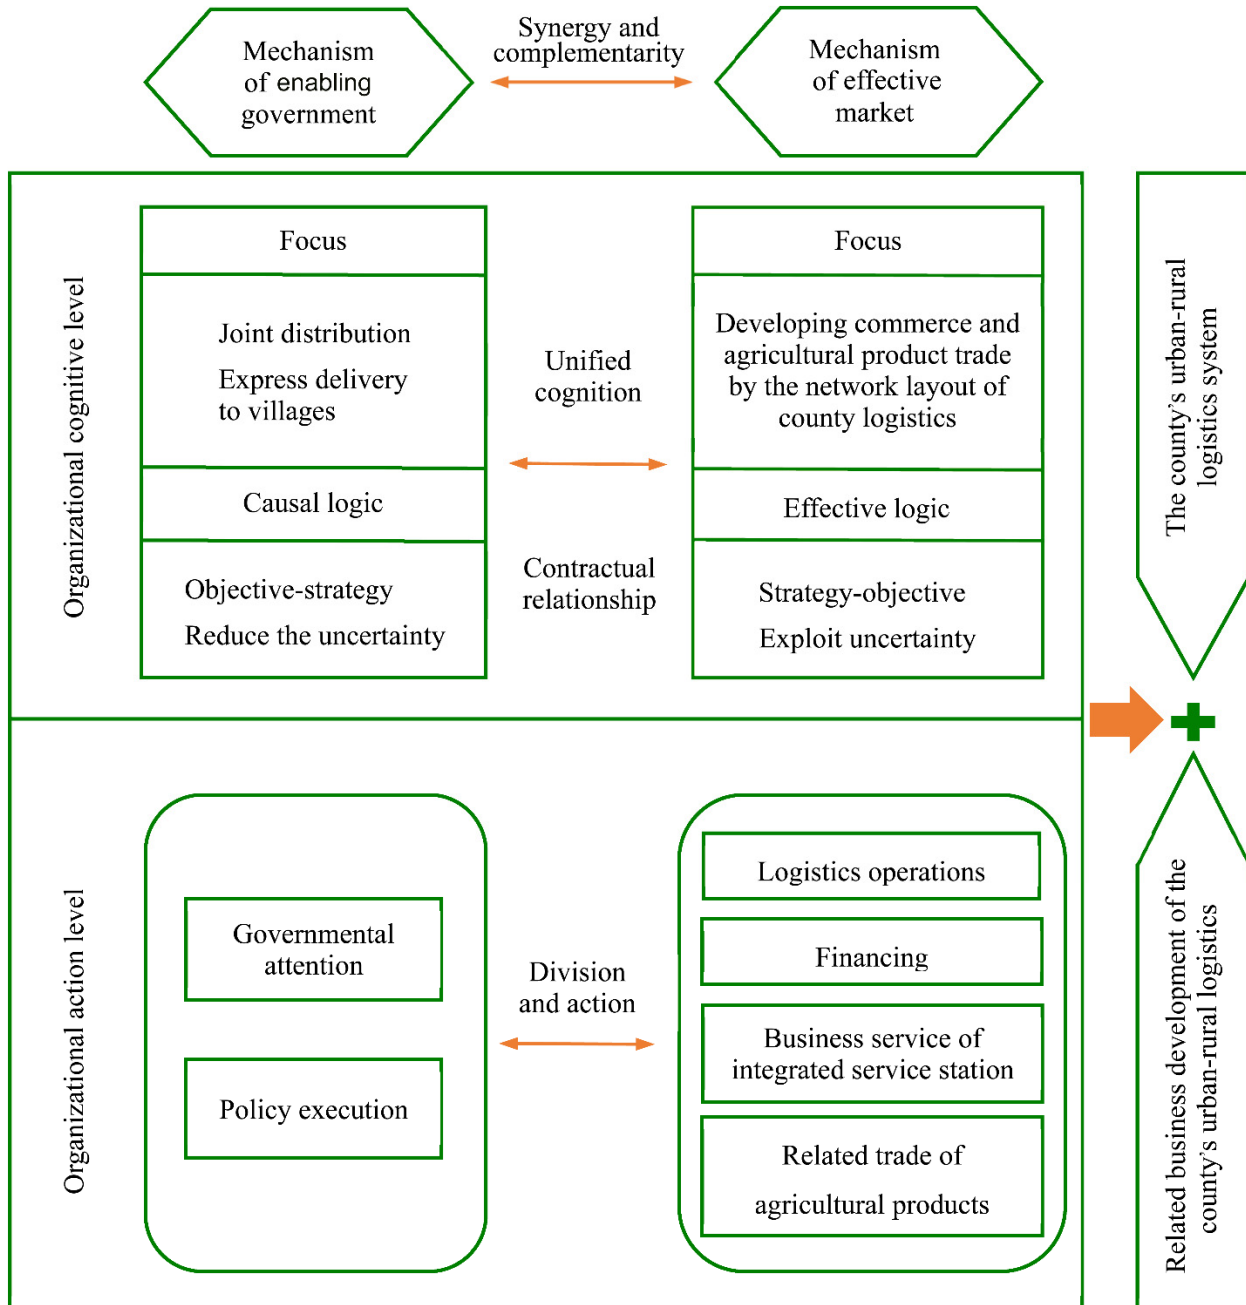 Mechanism
of enabling
government
Synergy and
complementarity
Mechanism
of effective
market
Organizational cognitive level
Focus
Joint distribution
Express delivery
to villages
Causal logic
Objective-strategy
Reduce the uncertainty
Unified
cognition
Contractual
relationship
Focus
Developing commerce and
agricultural product trade
by the network layout of
county logistics
Effective logic
Strategy-objective
Exploit uncertainty
Organizational action level
Governmental
attention
Policy execution
Division
and action
Logistics operations
Financing
Business service of
integrated service station
Related trade of
agricultural products
The county's urban-rural
logistics system
Related business development of the
county's urban-rural logistics